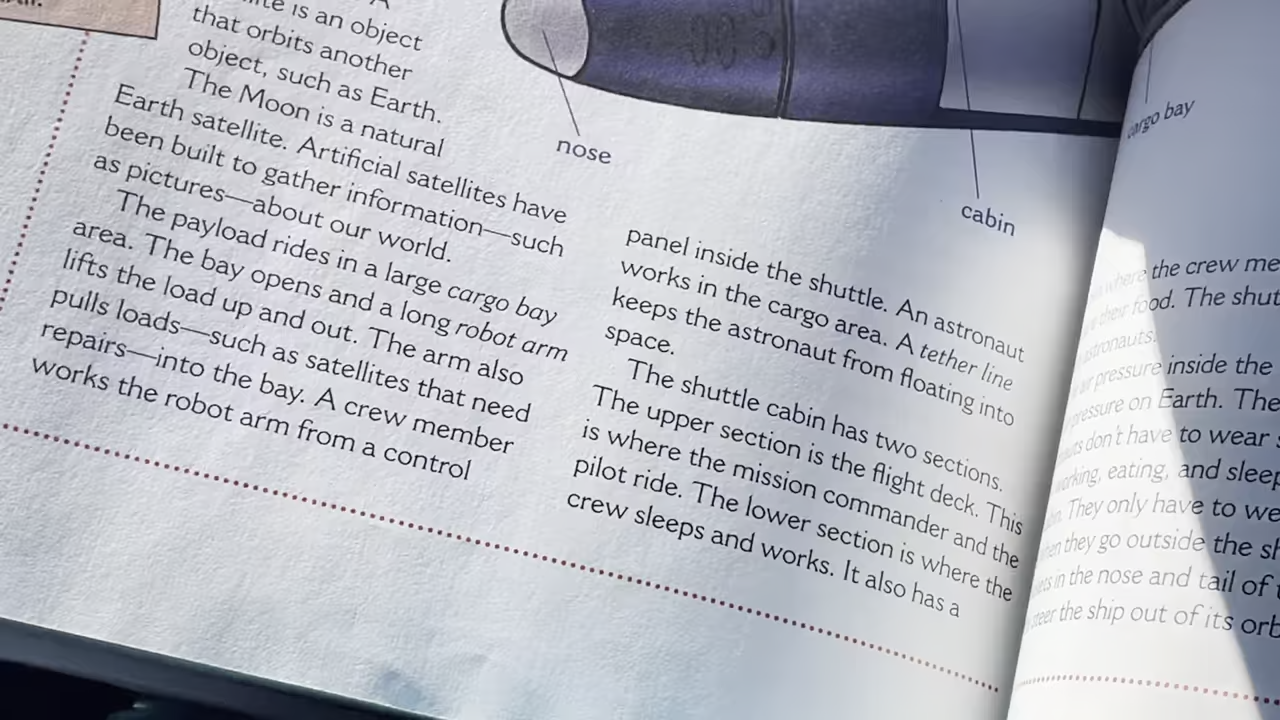 is an object
that orbits another
object, such as Earth.
The Moon is a natural
Earth satellite. Artificial satellites have
been built to gather information—such
as pictures—about our world.
The payload rides in a large cargo bay
area. The bay opens and a long robot arm
lifts the load up and out. The arm also
pulls loads—such as satellites that need
repairs—into the bay. A crew member
works the robot arm from a control
nose
cabin
panel inside the shuttle. An astronaut
works in the cargo area. A tether line
keeps the astronaut from floating into
space.
The shuttle cabin has two sections.
The upper section is the flight deck. This
is where the mission commander and the
pilot ride. The lower section is where the
crew sleeps and works. It also has a
cargo bay
where the crew
their food. The
astronauts.
air pressure inside the
pressure on Earth. The
don't have to wear
working, eating, and
They only have to
when they go outside the
in the nose and tail of
steer the ship out of its